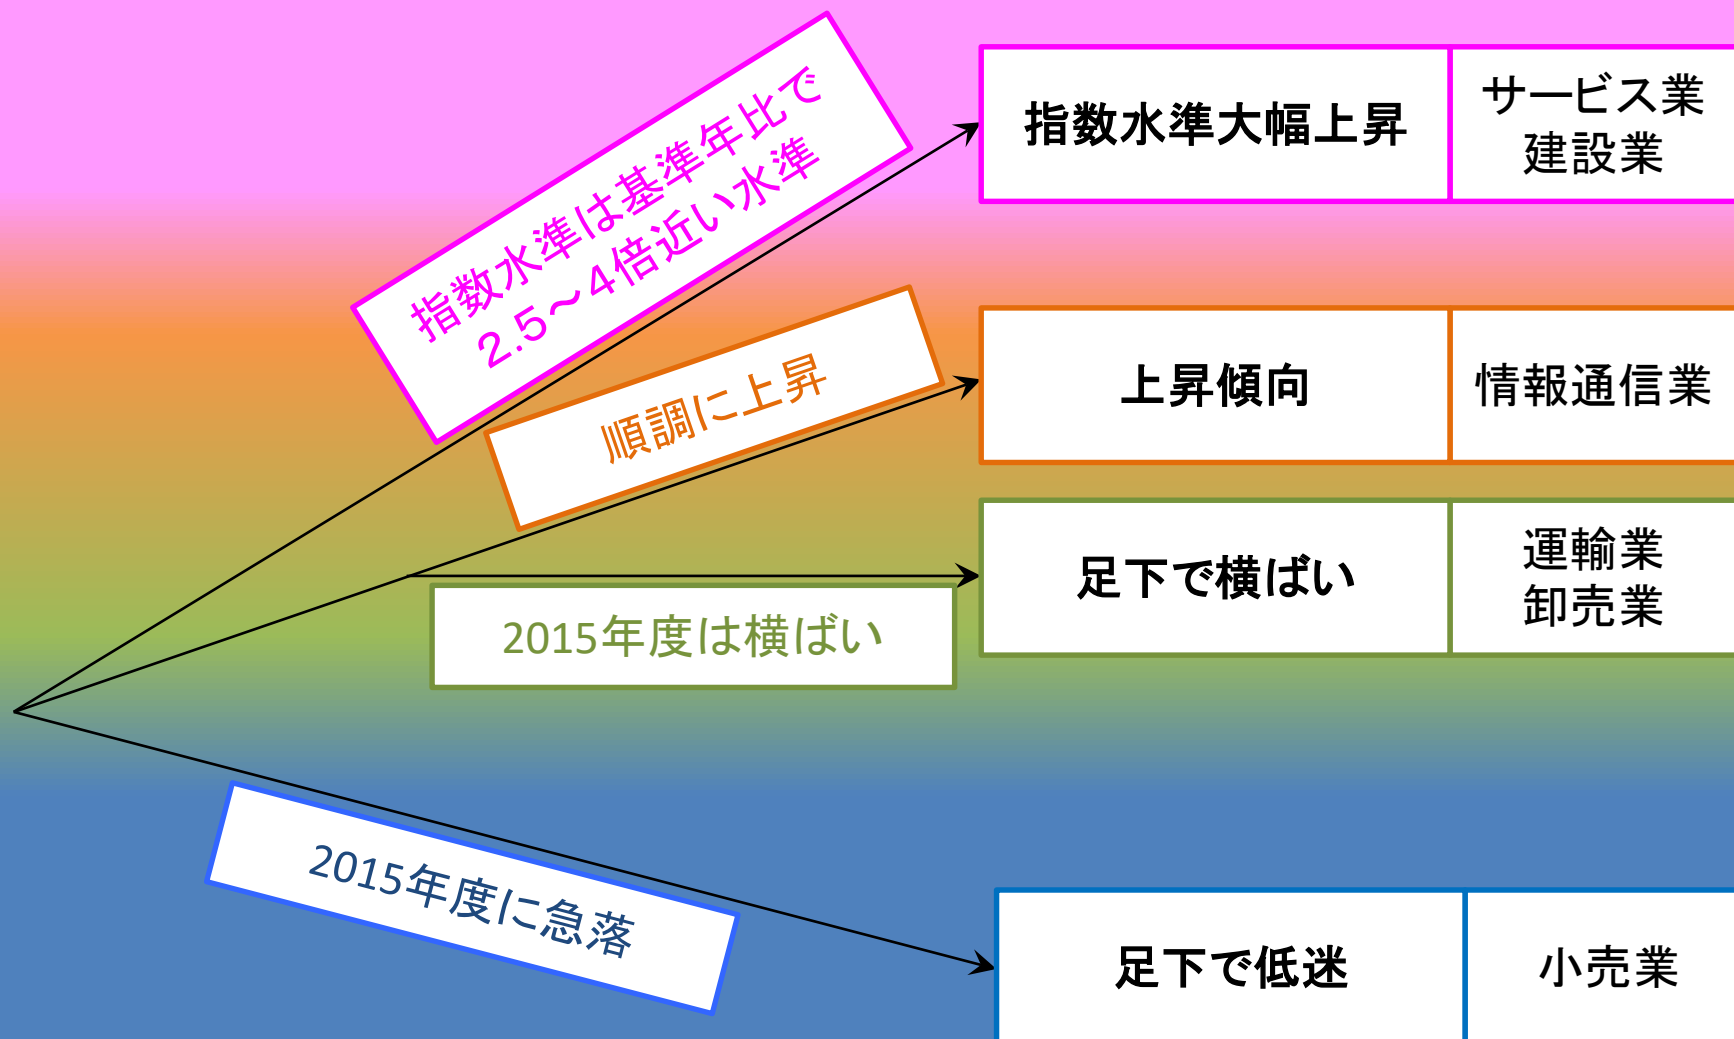 指数水準は基準年比で
2.5～4倍近い水準
指数水準大幅上昇
サービス業
建設業
順調に上昇
上昇傾向
情報通信業
2015年度は横ばい
足下で横ばい
運輸業
卸売業
2015年度に急落
足下で低迷
小売業